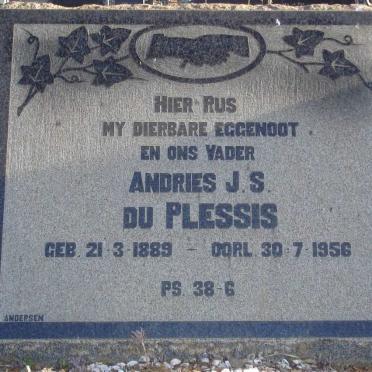 HIER RUS
MY DIERBARE EGGENOOT
EN ONS VADER
ANDRIES J.S.
DU PLESSIS
GEB. 21-3-1889 - OORL. 30-7-1956
PS. 38-6
ANDERSEN